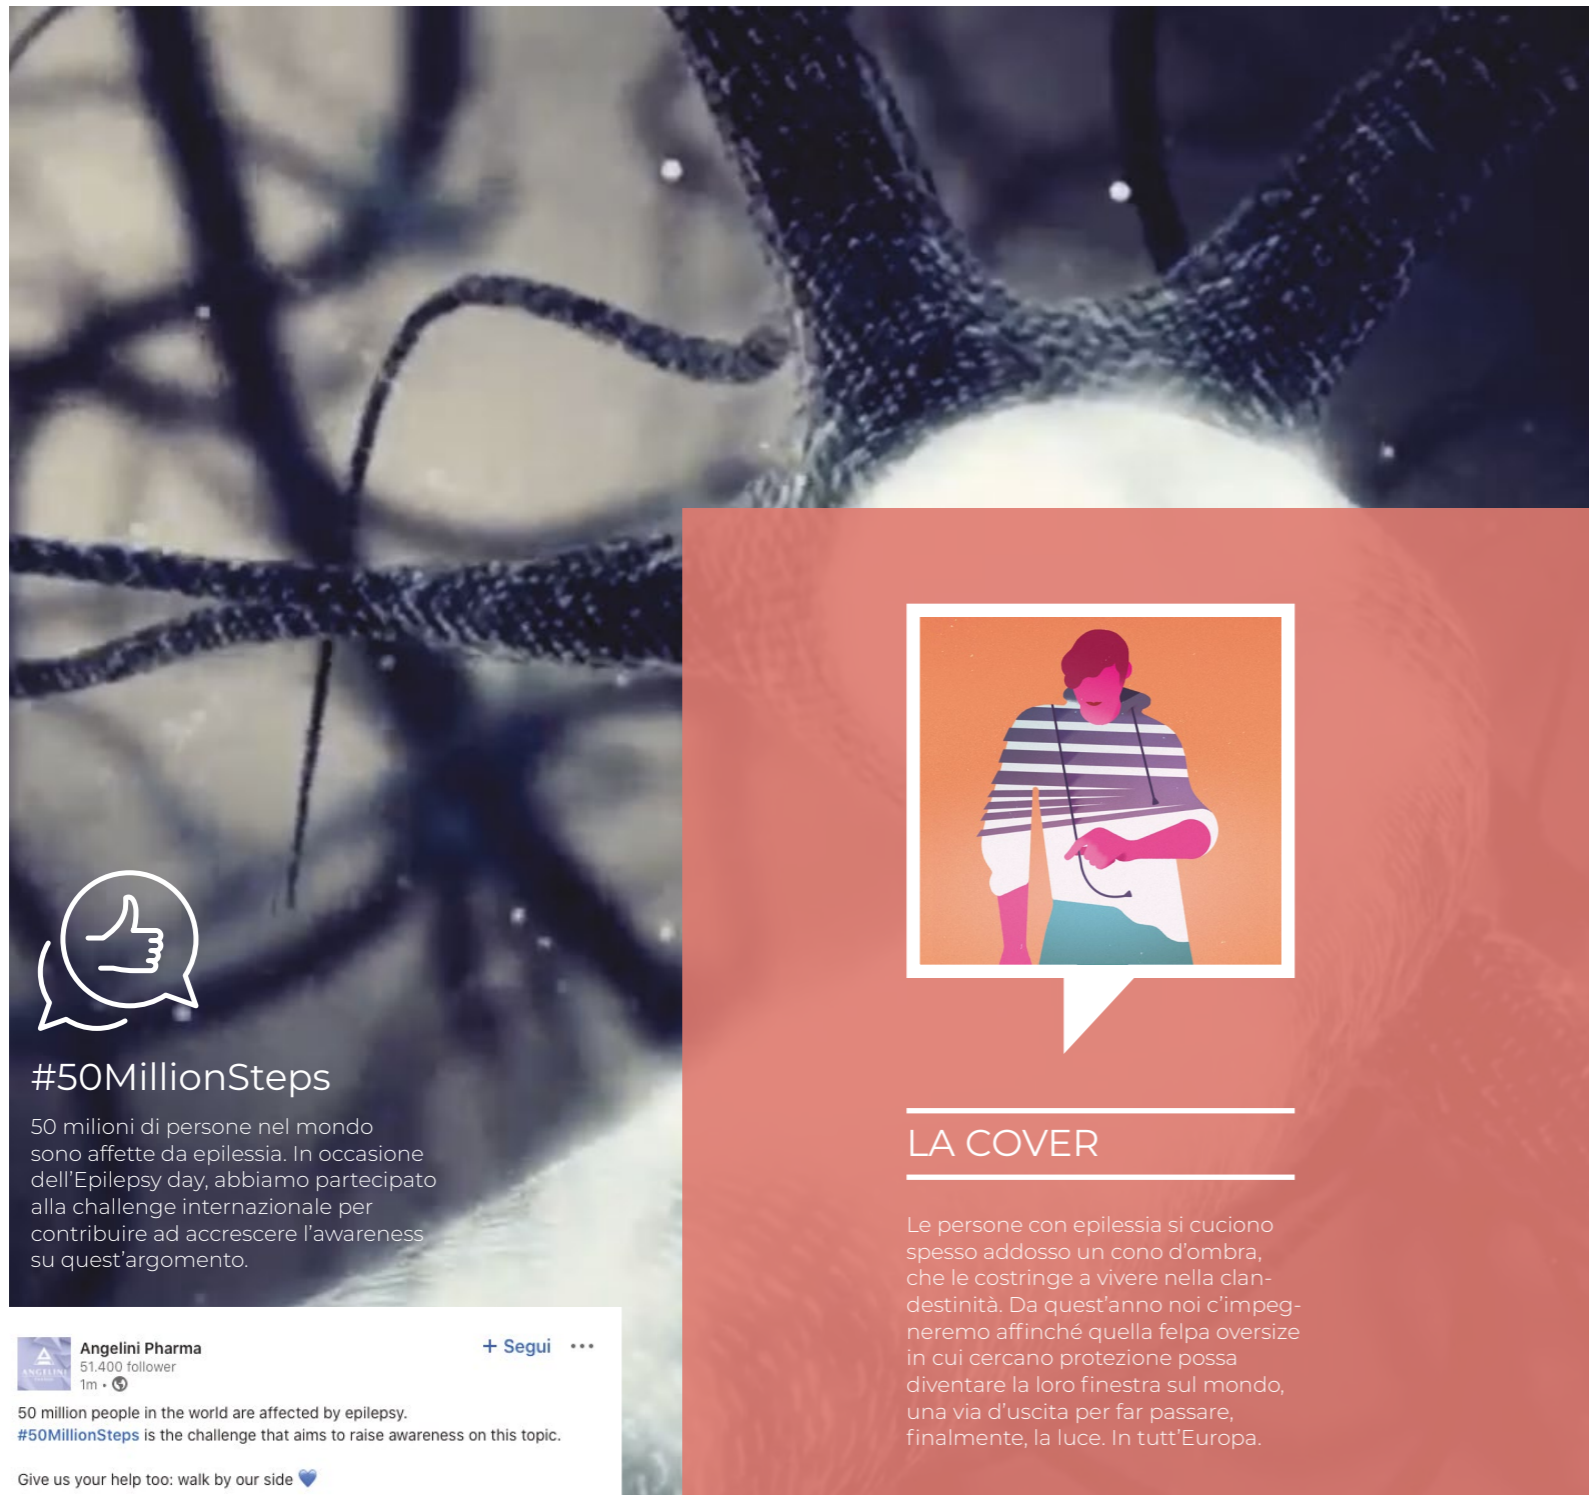 #50MillionSteps
50 milioni di persone nel mondo
sono affette da epilessia. In occasione
dell'Epilepsy day, abbiamo partecipato
alla challenge internazionale per
contribuire ad accrescere l'awareness
su quest'argomento.
ANGELINI
Angelini Pharma
51.400 follower
1m •
+ Segui •••
50 million people in the world are affected by epilepsy.
#50MillionSteps is the challenge that aims to raise awareness on this topic.
Give us your help too: walk by our side 💙
LA COVER
Le persone con epilessia si cuciono
spesso addosso un cono d'ombra,
che le costringe a vivere nella clan-
destinità. Da quest'anno noi c'impeg-
neremo affinché quella felpa oversize
in cui cercano protezione possa
diventare la loro finestra sul mondo,
una via d'uscita per far passare,
finalmente, la luce. In tutt'Europa.